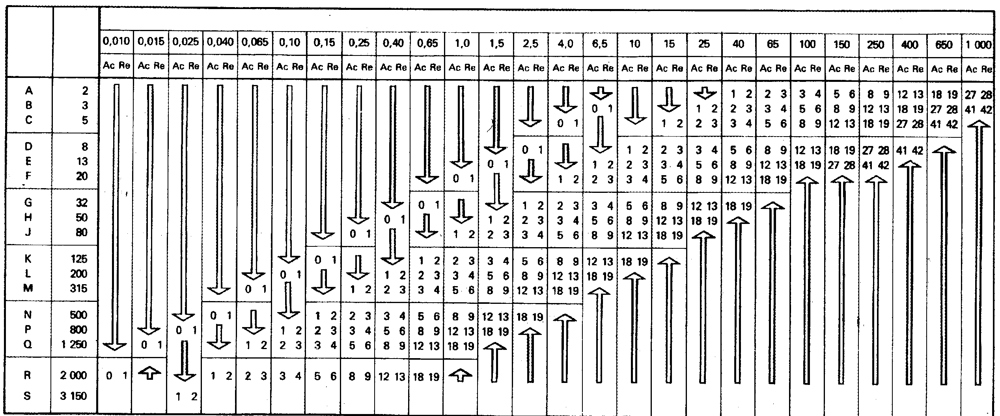 0,010 0,015 0,025 0,040 0,065 0,10 0,15 0,25 0,40 0,65 1,0 1,5 2,5 4,0 6,5 10 15 25 40 65 100 150 250 400 650 1 000
Ac Re Ac Re Ac Re Ac Re Ac Re Ac Re Ac Re Ac Re Ac Re Ac Re Ac Re Ac Re Ac Re Ac Re Ac Re Ac Re Ac Re Ac Re Ac Re Ac Re Ac Re Ac Re Ac Re Ac Re Ac Re Ac Re
A 2 1 2 2 3 3 4 5 6 8 9 12 13 18 19 27 28
B 3 0 1 1 2 2 3 3 4 5 6 8 9 12 13 18 19 27 28 41 42
C 5 0 1 1 2 2 3 3 4 5 6 8 9 12 13 18 19 27 28 41 42
D 8 0 1 1 2 2 3 3 4 5 6 8 9 12 13 18 19 27 28 41 42
E 13 0 1 1 2 2 3 3 4 5 6 8 9 12 13 18 19 27 28 41 42
F 20 0 1 1 2 2 3 3 4 5 6 8 9 12 13 18 19
G 32 0 1 1 2 2 3 3 4 5 6 8 9 12 13 18 19
H 50 0 1 1 2 2 3 3 4 5 6 8 9 12 13 18 19
J 80 0 1 1 2 2 3 3 4 5 6 8 9 12 13 18 19
K 125 0 1 1 2 2 3 3 4 5 6 8 9 12 13 18 19
L 200 0 1 1 2 2 3 3 4 5 6 8 9 12 13 18 19
M 315 0 1 1 2 2 3 3 4 5 6 8 9 12 13 18 19
N 500 0 1 1 2 2 3 3 4 5 6 8 9 12 13 18 19
P 800 0 1 1 2 2 3 3 4 5 6 8 9 12 13 18 19
Q 1 250 0 1 1 2 2 3 3 4 5 6 8 9 12 13 18 19
R 2 000 0 1 1 2 2 3 3 4 5 6 8 9 12 13 18 19
S 3 150 1 2